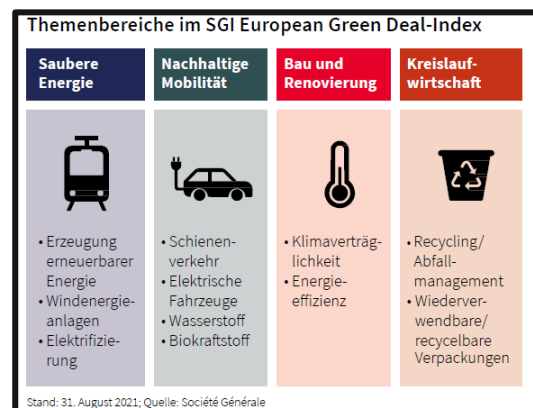 Themenbereiche im SGI European Green Deal-Index
Saubere
Energie
• Erzeugung
erneuerbarer
Energie
• Windenergie-
anlagen
• Elektrifizie-
rung
Nachhaltige
Mobilität
• Schienen-
verkehr
• Elektrische
Fahrzeuge
• Wasserstoff
• Biokraftstoff
Bau und
Renovierung
• Klimaverträg-
lichkeit
• Energie-
effizienz
Kreislauf-
wirtschaft
• Recycling/
Abfall-
management
• Wiederver-
wendbare/
recycelbare
Verpackungen
Stand: 31. August 2021; Quelle: Société Générale